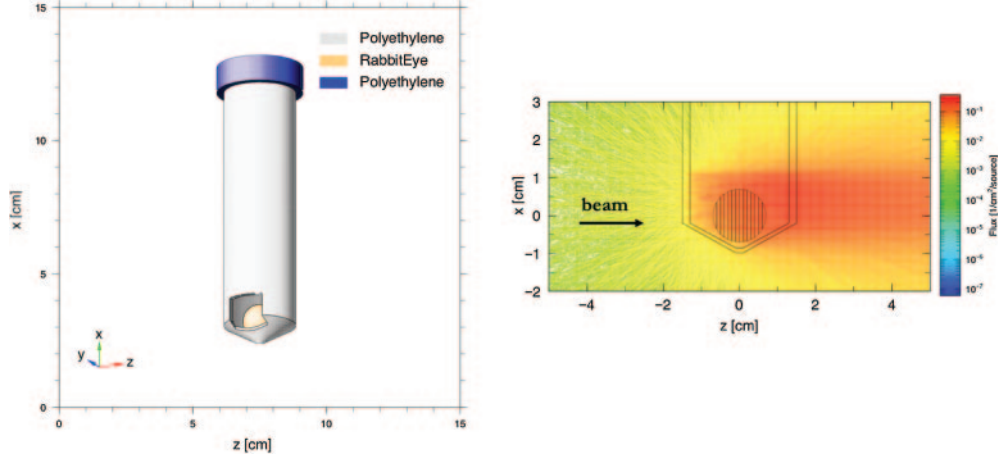 15
Polyethylene
RabbitEye
Polyethylene
10
x [cm]
5
x
y
z
0
0
5
10
15
z [cm]
3
2
1
0
-1
-2
x [cm]
beam
-4
-2
0
2
4
z [cm]
10⁻¹
10⁻²
10⁻³
10⁻⁴
10⁻⁵
10⁻⁶
10⁻⁷
Flux [1/cm²/source]